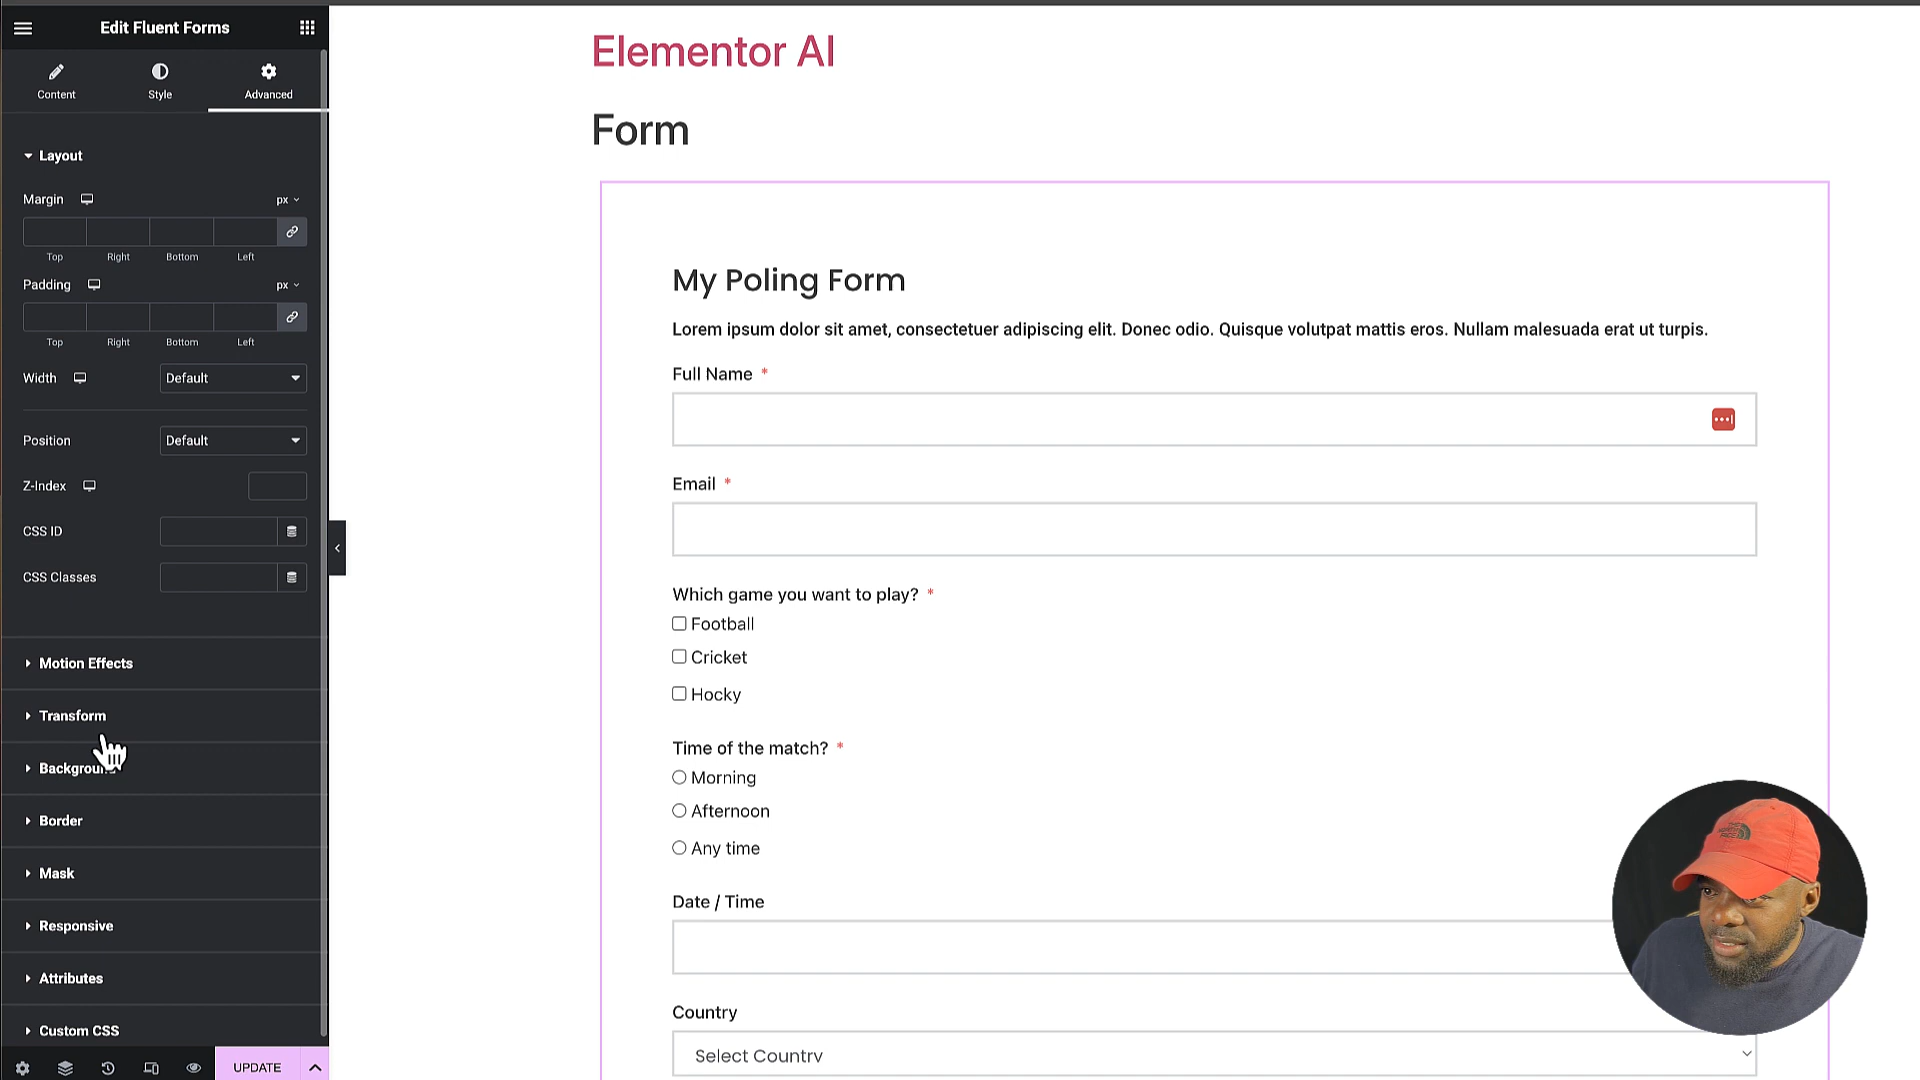 Edit Fluent Forms
Content
Style
Advanced
Layout
Margin
px
Top
Right
Bottom
Left
Padding
px
Top
Right
Bottom
Left
Width
Default
Position
Default
Z-Index
CSS ID
CSS Classes
Motion Effects
Transform
Background
Border
Mask
Responsive
Attributes
Custom CSS
UPDATE
Elementor AI
Form
My Poling Form
Lorem ipsum dolor sit amet, consectetuer adipiscing elit. Donec odio. Quisque volutpat mattis eros. Nullam malesuada erat ut turpis.
Full Name *
Email *
Which game you want to play? *
Football
Cricket
Hocky
Time of the match? *
Morning
Afternoon
Any time
Date / Time
Country
Select Country